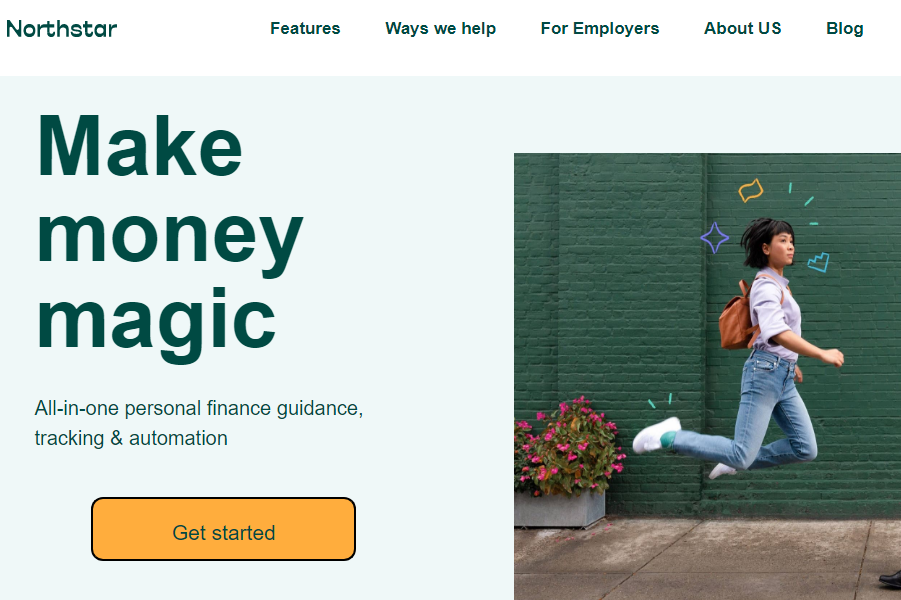 Northstar
Features
Ways we help
For Employers
About US
Blog
Make
money
magic
All-in-one personal finance guidance,
tracking & automation
Get started